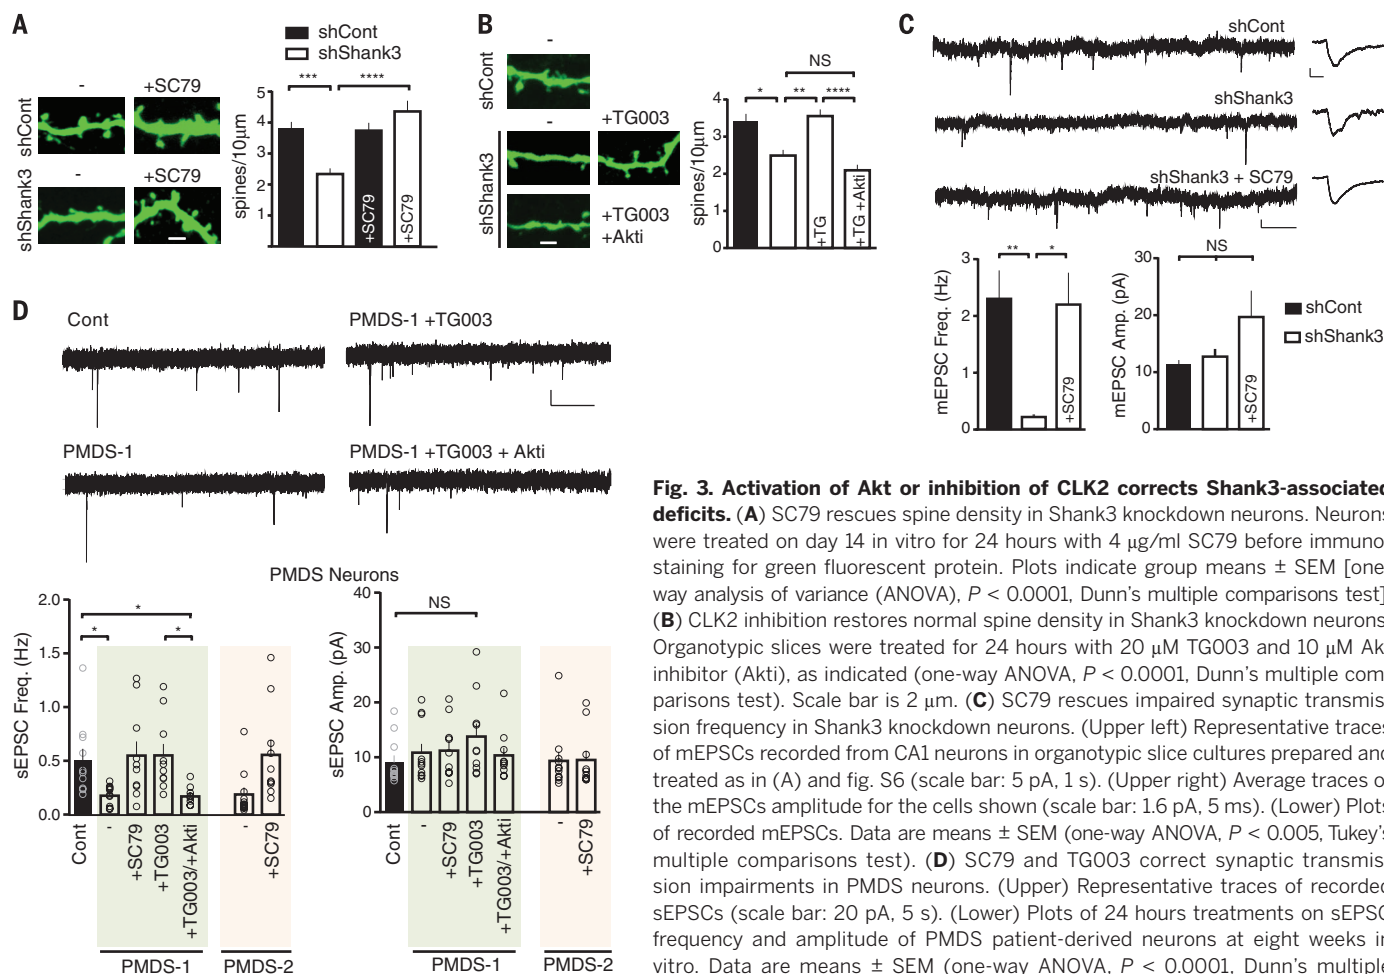 A
shCont
shShank3
-
+SC79
shCont
-
+SC79
shShank3
5
4
3
2
1
spines/10μm
***
****
+SC79
+SC79
B
-
shCont
-
+TG003
shShank3
+TG003
+Akti
4
3
2
1
0
spines/10μm
NS
*
**
****
+TG
+TG +Akti
C
shCont
shShank3
shShank3 + SC79
3
2
1
0
mEPSC Freq. (Hz)
**
*
+SC79
30
20
10
0
mEPSC Amp. (pA)
NS
+SC79
shCont
shShank3
D
Cont
PMDS-1 +TG003
PMDS-1
PMDS-1 +TG003 + Akti
PMDS Neurons
2.0
1.5
1.0
0.5
0.0
sEPSC Freq. (Hz)
*
*
*
Cont
-
+SC79
+TG003
+TG003/+Akti
-
+SC79
PMDS-1
PMDS-2
40
30
20
10
0
sEPSC Amp. (pA)
NS
Cont
-
+SC79
+TG003
+TG003/+Akti
-
+SC79
PMDS-1
PMDS-2
Fig. 3. Activation of Akt or inhibition of CLK2 corrects Shank3-associated
deficits. (A) SC79 rescues spine density in Shank3 knockdown neurons. Neurons
were treated on day 14 in vitro for 24 hours with 4 μg/ml SC79 before immuno
staining for green fluorescent protein. Plots indicate group means ± SEM [one
way analysis of variance (ANOVA), P < 0.0001, Dunn's multiple comparisons test]
(B) CLK2 inhibition restores normal spine density in Shank3 knockdown neurons
Organotypic slices were treated for 24 hours with 20 μM TG003 and 10 μM Ak
inhibitor (Akti), as indicated (one-way ANOVA, P < 0.0001, Dunn's multiple com
parisons test). Scale bar is 2 μm. (C) SC79 rescues impaired synaptic transmis
sion frequency in Shank3 knockdown neurons. (Upper left) Representative traces
of mEPSCs recorded from CA1 neurons in organotypic slice cultures prepared and
treated as in (A) and fig. S6 (scale bar: 5 pA, 1 s). (Upper right) Average traces o
the mEPSCs amplitude for the cells shown (scale bar: 1.6 pA, 5 ms). (Lower) Plots
of recorded mEPSCs. Data are means ± SEM (one-way ANOVA, P < 0.005, Tukey's
multiple comparisons test). (D) SC79 and TG003 correct synaptic transmis
sion impairments in PMDS neurons. (Upper) Representative traces of recorded
sEPSCs (scale bar: 20 pA, 5 s). (Lower) Plots of 24 hours treatments on sEPSC
frequency and amplitude of PMDS patient-derived neurons at eight weeks in
vitro. Data are means ± SEM (one-way ANOVA, P < 0.0001, Dunn's multiple